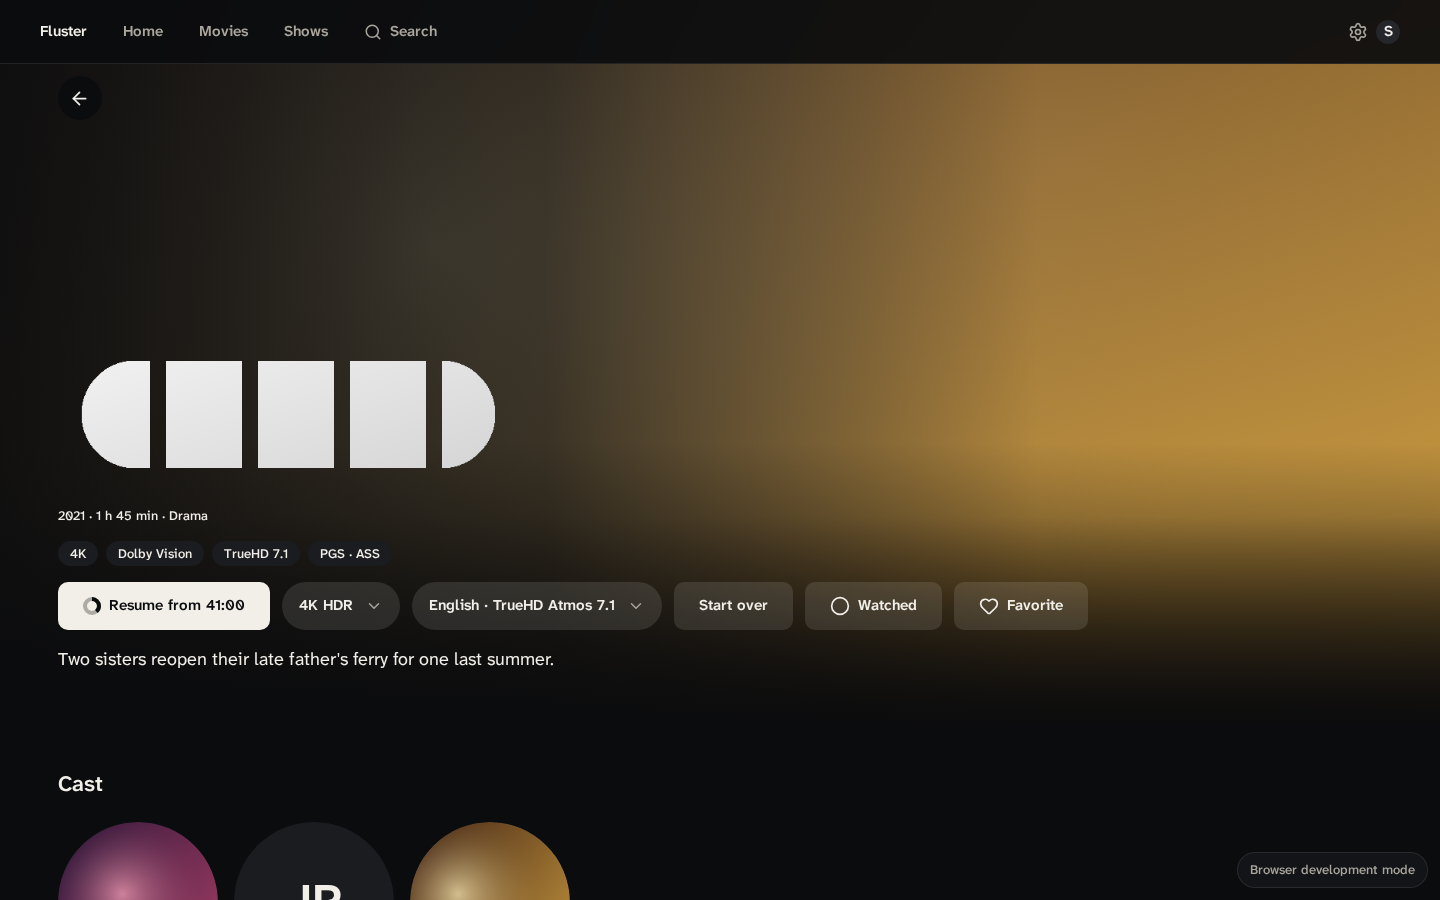 Fluster Home Movies Shows Search S
2021 · 1 h 45 min · Drama
4K Dolby Vision TrueHD 7.1 PGS · ASS
Resume from 41:00 4K HDR English · TrueHD Atmos 7.1 Start over Watched Favorite
Two sisters reopen their late father's ferry for one last summer.
Cast
Browser development mode